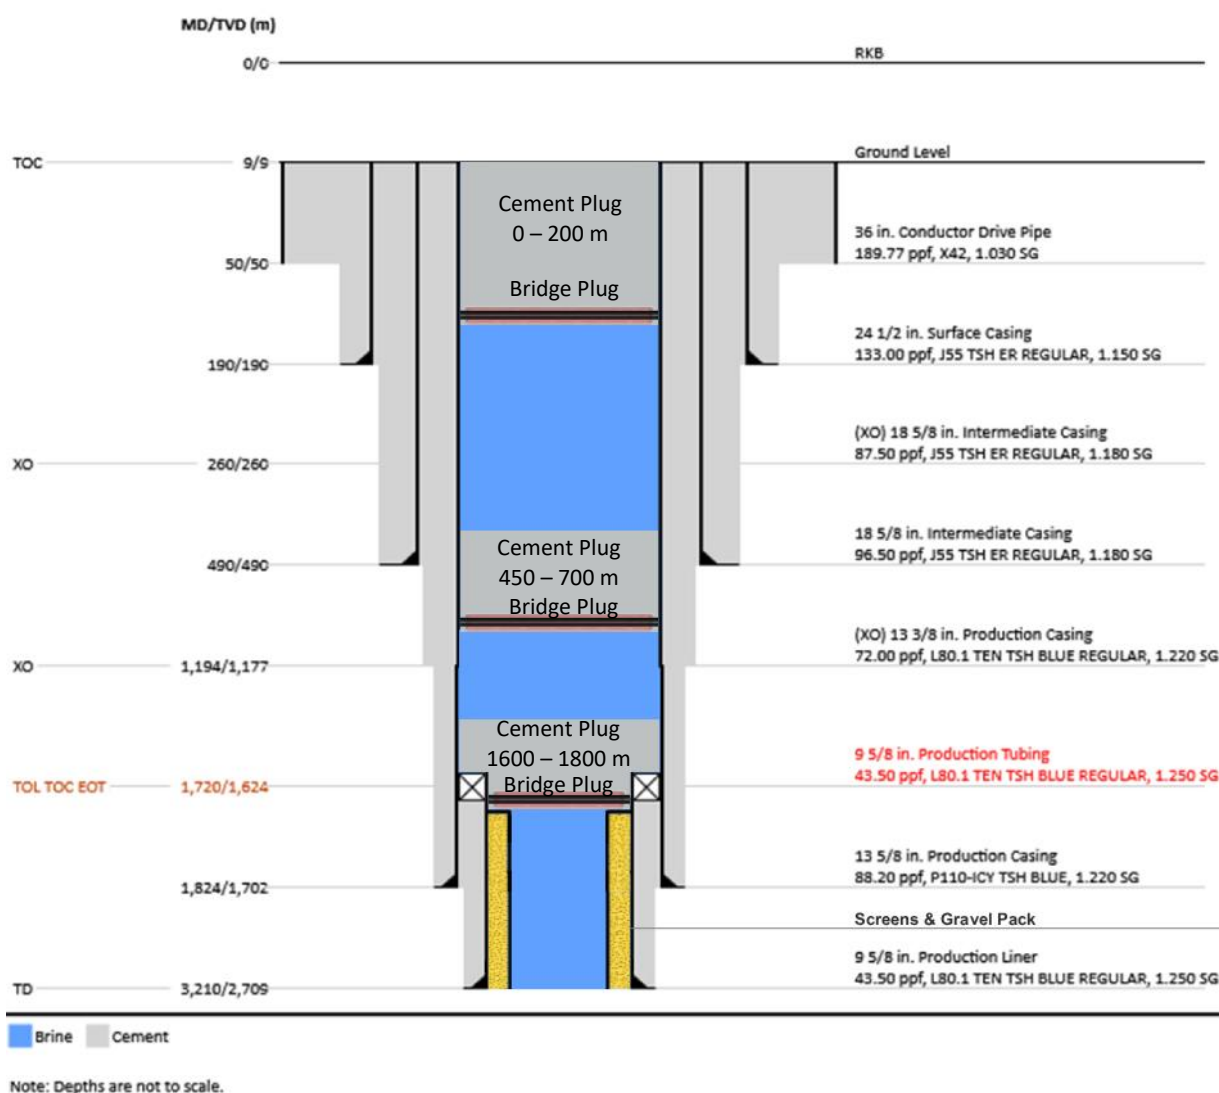 MD/TVD (m)
0/0
RKB
TOC
9/9
Ground Level
Cement Plug
0 – 200 m
36 in. Conductor Drive Pipe
189.77 ppf, X42, 1.030 SG
50/50
Bridge Plug
24 1/2 in. Surface Casing
133.00 ppf, J55 TSH ER REGULAR, 1.150 SG
190/190
(XO) 18 5/8 in. Intermediate Casing
87.50 ppf, J55 TSH ER REGULAR, 1.180 SG
XO
260/260
18 5/8 in. Intermediate Casing
96.50 ppf, J55 TSH ER REGULAR, 1.180 SG
Cement Plug
450 – 700 m
Bridge Plug
490/490
(XO) 13 3/8 in. Production Casing
72.00 ppf, L80.1 TEN TSH BLUE REGULAR, 1.220 SG
XO
1,194/1,177
Cement Plug
1600 – 1800 m
Bridge Plug
9 5/8 in. Production Tubing
43.50 ppf, L80.1 TEN TSH BLUE REGULAR, 1.250 SG
TOL TOC EOT
1,720/1,624
13 5/8 in. Production Casing
88.20 ppf, P110-ICY TSH BLUE, 1.220 SG
1,824/1,702
Screens & Gravel Pack
9 5/8 in. Production Liner
43.50 ppf, L80.1 TEN TSH BLUE REGULAR, 1.250 SG
TD
3,210/2,709
Brine
Cement
Note: Depths are not to scale.